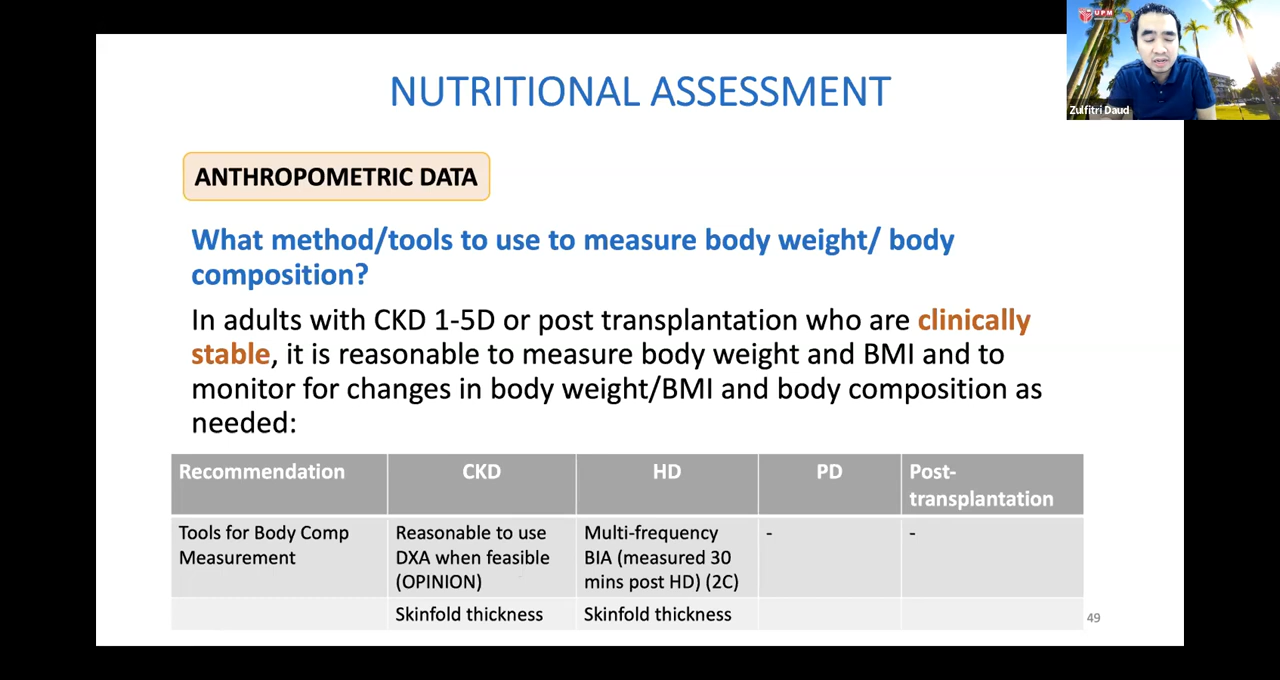 UPM
Zulfitri Daud
NUTRITIONAL ASSESSMENT
ANTHROPOMETRIC DATA
What method/tools to use to measure body weight/ body
composition?
In adults with CKD 1-5D or post transplantation who are clinically
stable, it is reasonable to measure body weight and BMI and to
monitor for changes in body weight/BMI and body composition as
needed:
Recommendation CKD HD PD Post-
transplantation
Tools for Body Comp Reasonable to use Multi-frequency - -
Measurement DXA when feasible BIA (measured 30
(OPINION) mins post HD) (2C)
Skinfold thickness Skinfold thickness
49